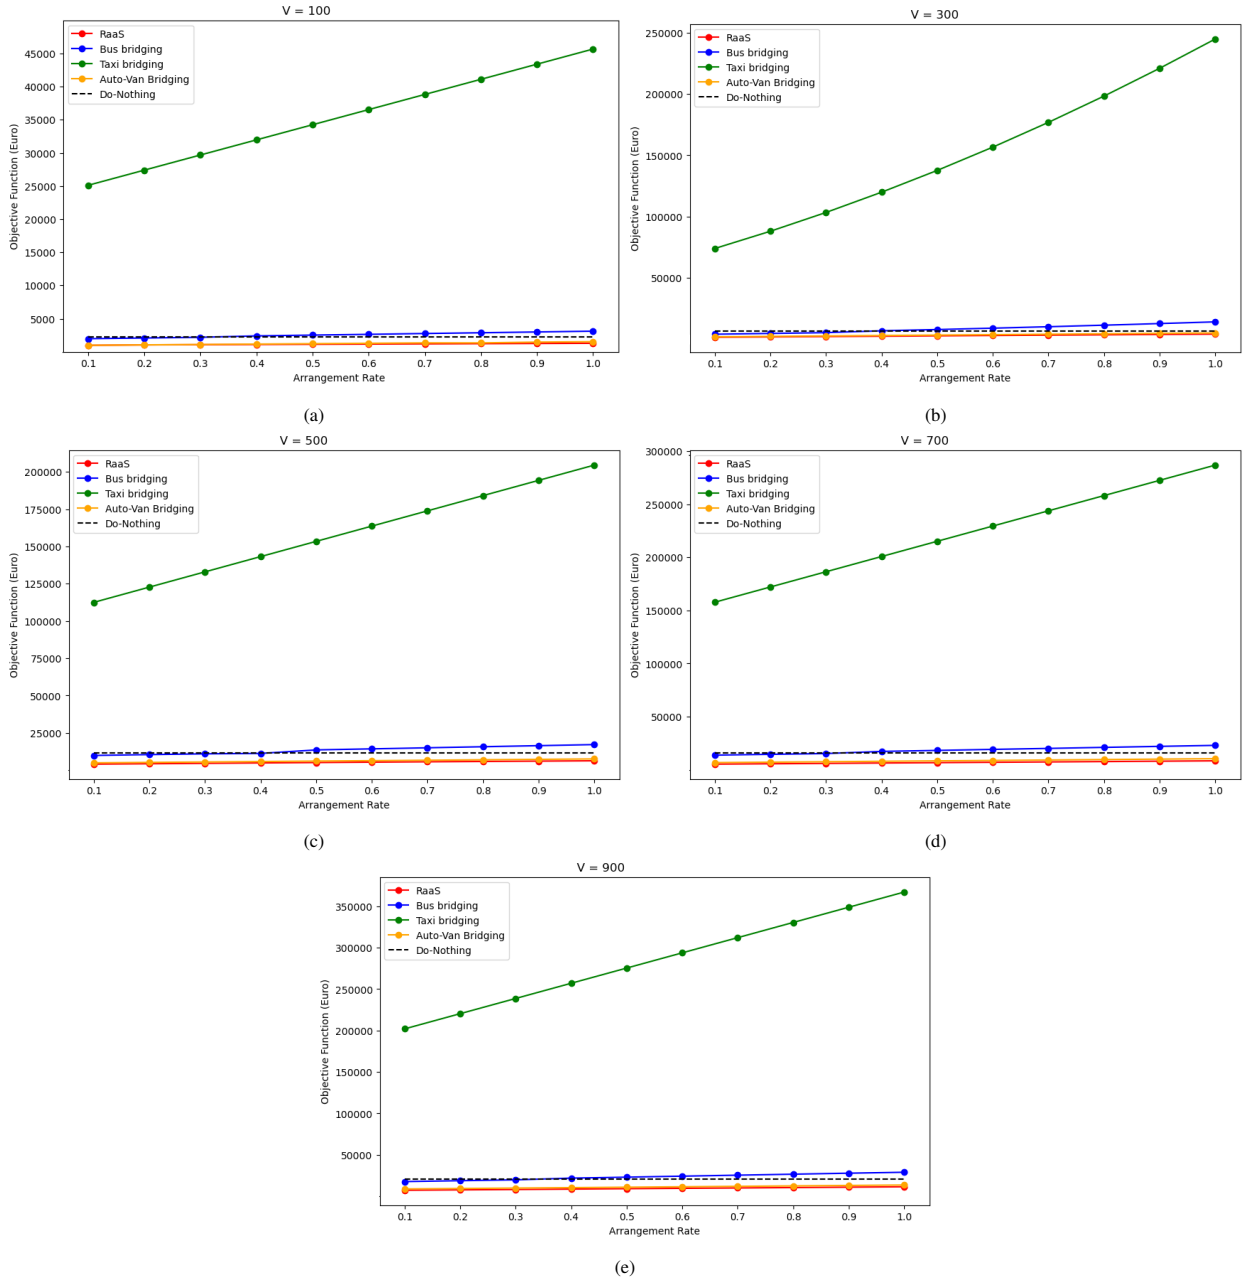 V = 100
RaaS
Bus bridging
Taxi bridging
Auto-Van Bridging
Do-Nothing
45000
40000
35000
30000
25000
20000
15000
10000
5000
Objective Function (Euro)
0.1 0.2 0.3 0.4 0.5 0.6 0.7 0.8 0.9 1.0
Arrangement Rate
(a)
V = 300
RaaS
Bus bridging
Taxi bridging
Auto-Van Bridging
Do-Nothing
250000
200000
150000
100000
50000
Objective Function (Euro)
0.1 0.2 0.3 0.4 0.5 0.6 0.7 0.8 0.9 1.0
Arrangement Rate
(b)
V = 500
RaaS
Bus bridging
Taxi bridging
Auto-Van Bridging
Do-Nothing
200000
175000
150000
125000
100000
75000
50000
25000
Objective Function (Euro)
0.1 0.2 0.3 0.4 0.5 0.6 0.7 0.8 0.9 1.0
Arrangement Rate
(c)
V = 700
RaaS
Bus bridging
Taxi bridging
Auto-Van Bridging
Do-Nothing
300000
250000
200000
150000
100000
50000
Objective Function (Euro)
0.1 0.2 0.3 0.4 0.5 0.6 0.7 0.8 0.9 1.0
Arrangement Rate
(d)
V = 900
RaaS
Bus bridging
Taxi bridging
Auto-Van Bridging
Do-Nothing
350000
300000
250000
200000
150000
100000
50000
Objective Function (Euro)
0.1 0.2 0.3 0.4 0.5 0.6 0.7 0.8 0.9 1.0
Arrangement Rate
(e)